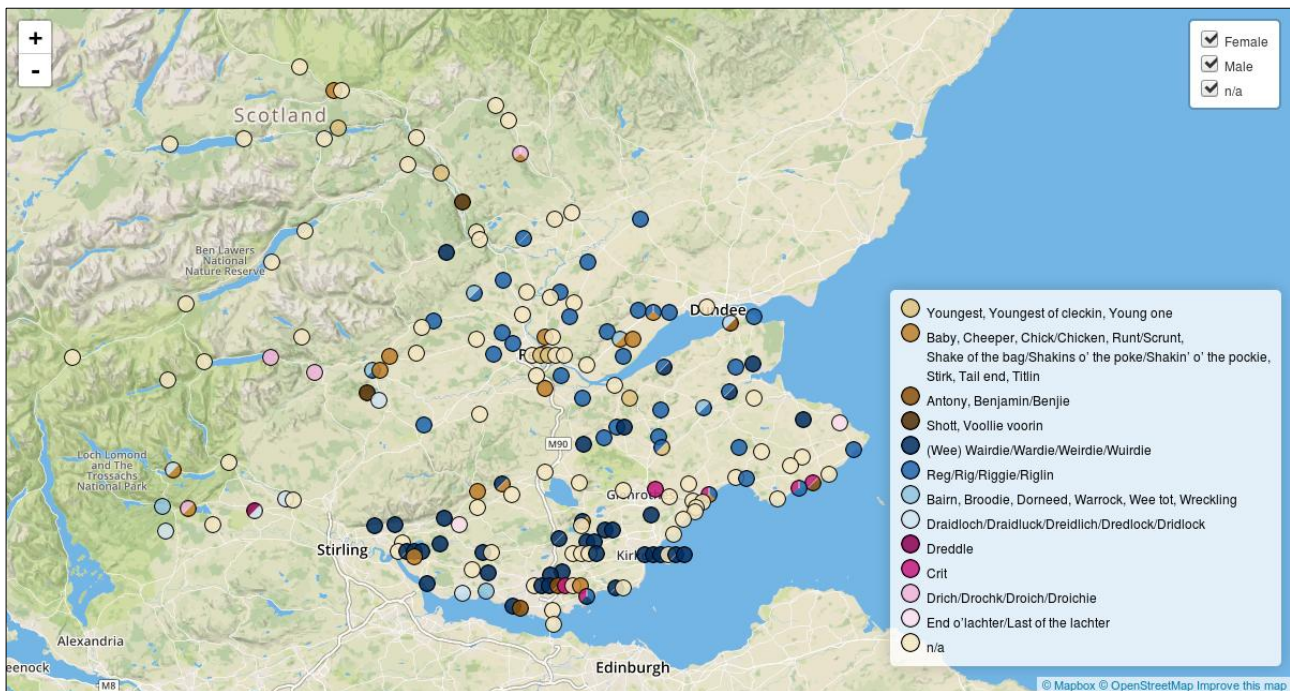 +
-
Female
Male
n/a
Scotland
Ben Lawers
National
Nature Reserve
Dundee
Loch Lomond
and The
Trossachs
National Park
M90
Stirling
Alexandria
eenock
M8
Edinburgh
Youngest, Youngest of cleckin, Young one
Baby, Cheeper, Chick/Chicken, Runt/Scrunt,
Shake of the bag/Shakins o' the poke/Shakin' o' the pockie,
Stirk, Tail end, Titlin
Antony, Benjamin/Benjie
Shott, Voollie voorin
(Wee) Wairdie/Wardie/Weirdie/Wuirdie
Reg/Rig/Riggie/Riglin
Bairn, Broodie, Dorneed, Warrock, Wee tot, Wreckling
Draidloch/Draidluck/Dreidlich/Dredlock/Dridlock
Dreddle
Crit
Drich/Drochk/Droich/Droichie
End o'lachter/Last of the lachter
n/a
© Mapbox © OpenStreetMap Improve this map